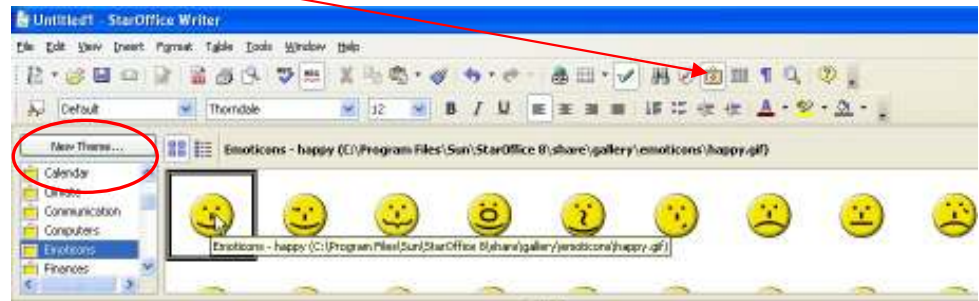 Untitled1 - StarOffice Writer
File Edit View Insert Format Table Tools Window Help
Default Thorndale 12 B I U
New Theme... Emoticons - happy (C:\Program Files\Sun\StarOffice 8\share\gallery\emoticons\happy.gif)
Calendar
Climate
Communication
Computers
Emoticons Emoticons - happy (C:\Program Files\Sun\StarOffice 8\share\gallery\emoticons\happy.gif)
Finances